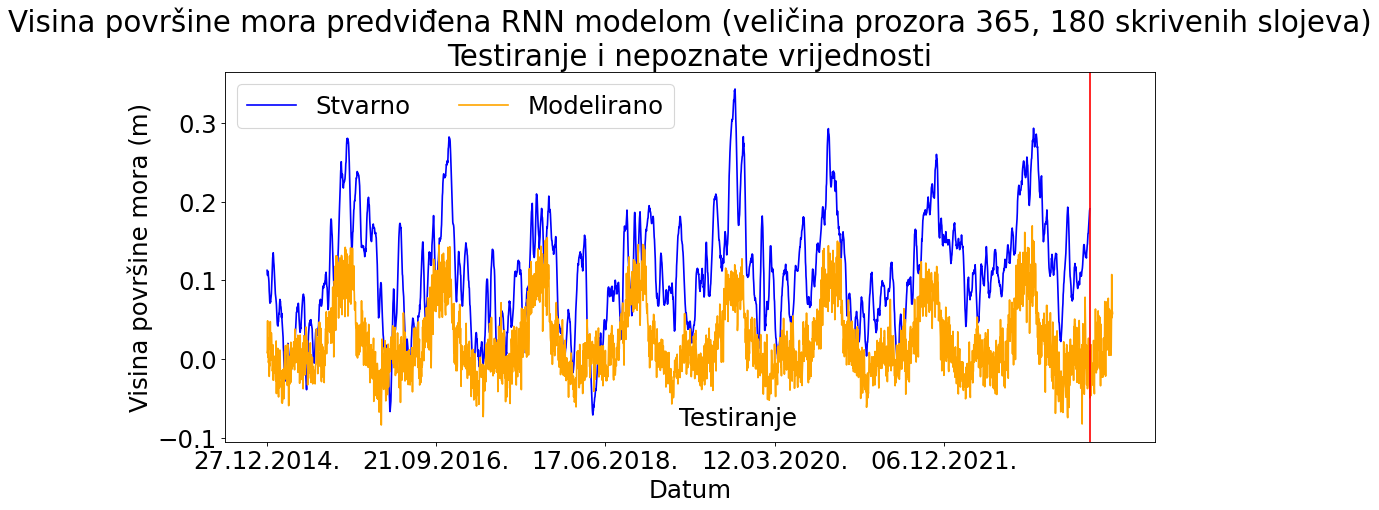 Visina površine mora predviđena RNN modelom (veličina prozora 365, 180 skrivenih slojeva)
Testiranje i nepoznate vrijednosti
Stvarno Modelirano
Visina površine mora (m)
0.3
0.2
0.1
0.0
−0.1
Testiranje
27.12.2014. 21.09.2016. 17.06.2018. 12.03.2020. 06.12.2021.
Datum